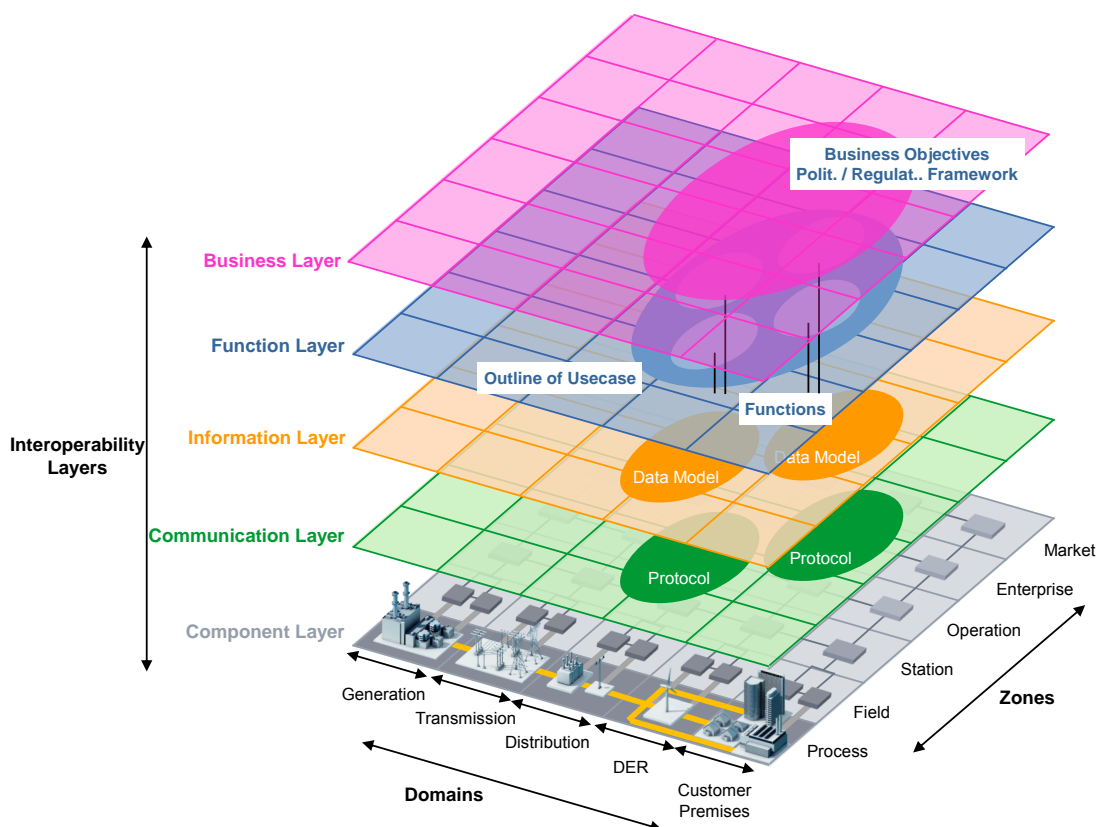 Business Objectives
Polit. / Regulat.. Framework
Business Layer
Function Layer
Outline of Usecase
Functions
Interoperability
Layers
Information Layer
Data Model
Data Model
Communication Layer
Protocol
Protocol
Component Layer
Market
Enterprise
Operation
Station
Field
Process
Zones
Generation
Transmission
Distribution
DER
Customer
Premises
Domains